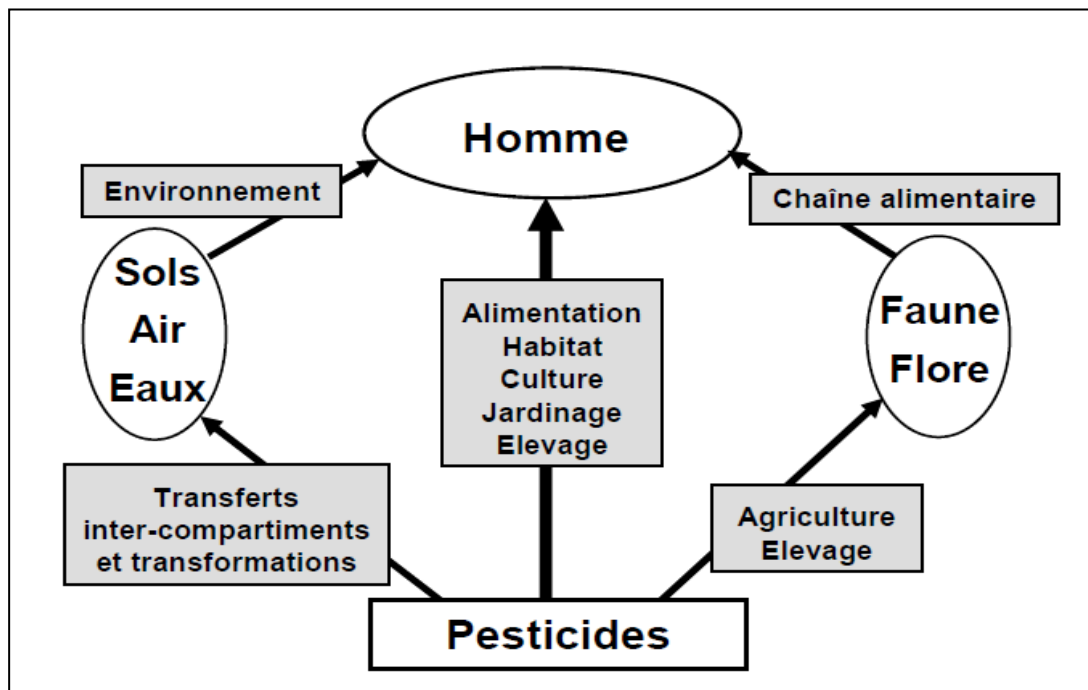 Homme
Environnement
Chaîne alimentaire
Sols
Air
Eaux
Alimentation
Habitat
Culture
Jardinage
Elevage
Faune
Flore
Transferts
inter-compartiments
et transformations
Agriculture
Elevage
Pesticides